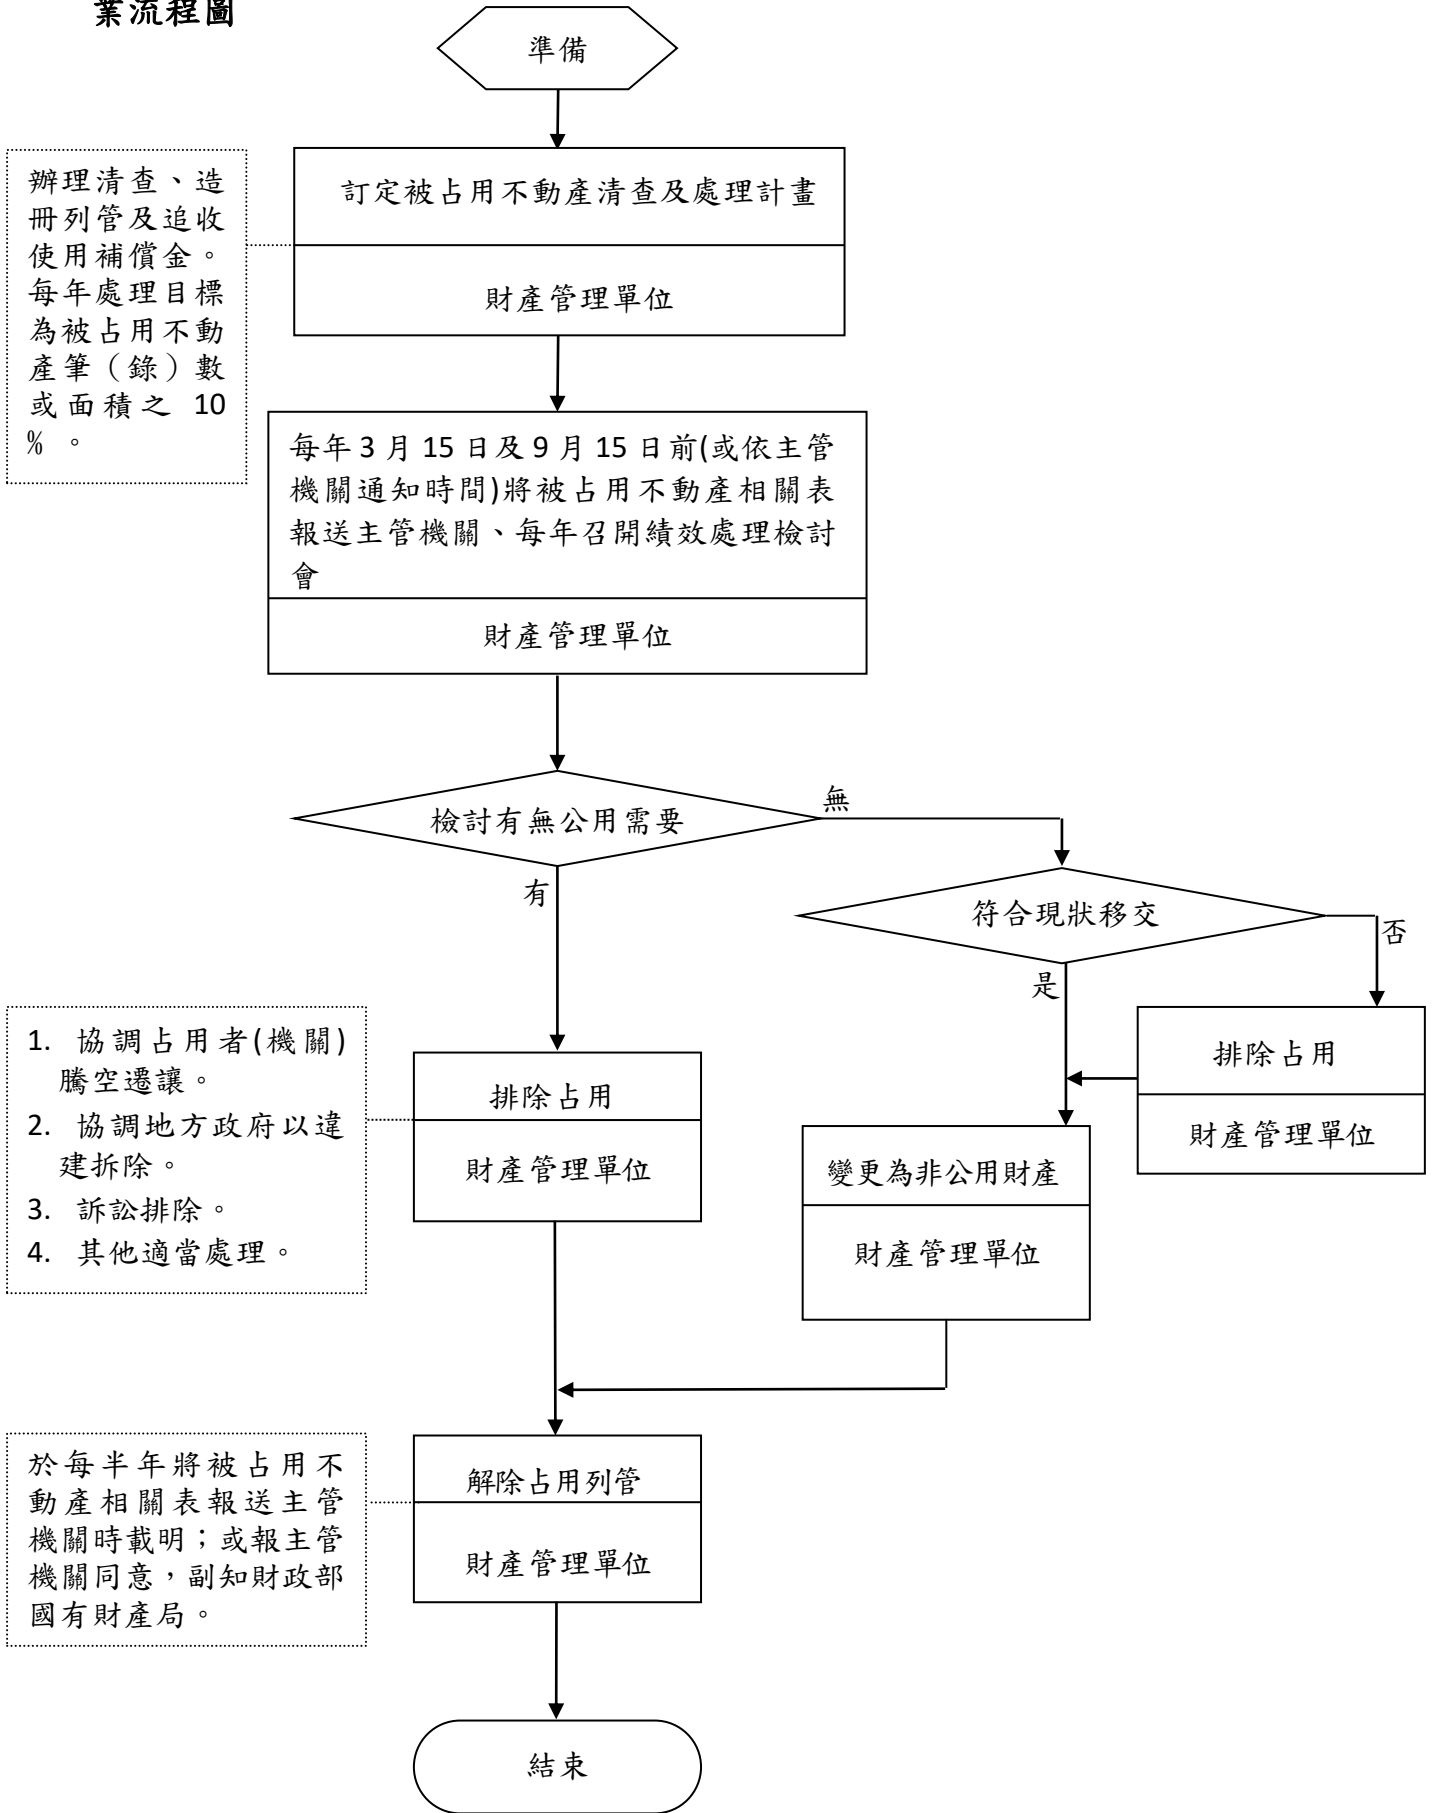 業流程圖
準備
訂定被占用不動產清查及處理計畫
財產管理單位
辦理清查、造
冊列管及追收
使用補償金。
每年處理目標
為被占用不動
產筆（錄）數
或面積之 10
% 。
每年 3 月 15 日及 9 月 15 日前(或依主管
機關通知時間)將被占用不動產相關表
報送主管機關、每年召開績效處理檢討
會
財產管理單位
檢討有無公用需要
無
有
符合現狀移交
否
是
排除占用
財產管理單位
1. 協調占用者(機關)
騰空遷讓。
2. 協調地方政府以違
建拆除。
3. 訴訟排除。
4. 其他適當處理。
排除占用
財產管理單位
變更為非公用財產
財產管理單位
於每半年將被占用不
動產相關表報送主管
機關時載明；或報主管
機關同意，副知財政部
國有財產局。
解除占用列管
財產管理單位
結束